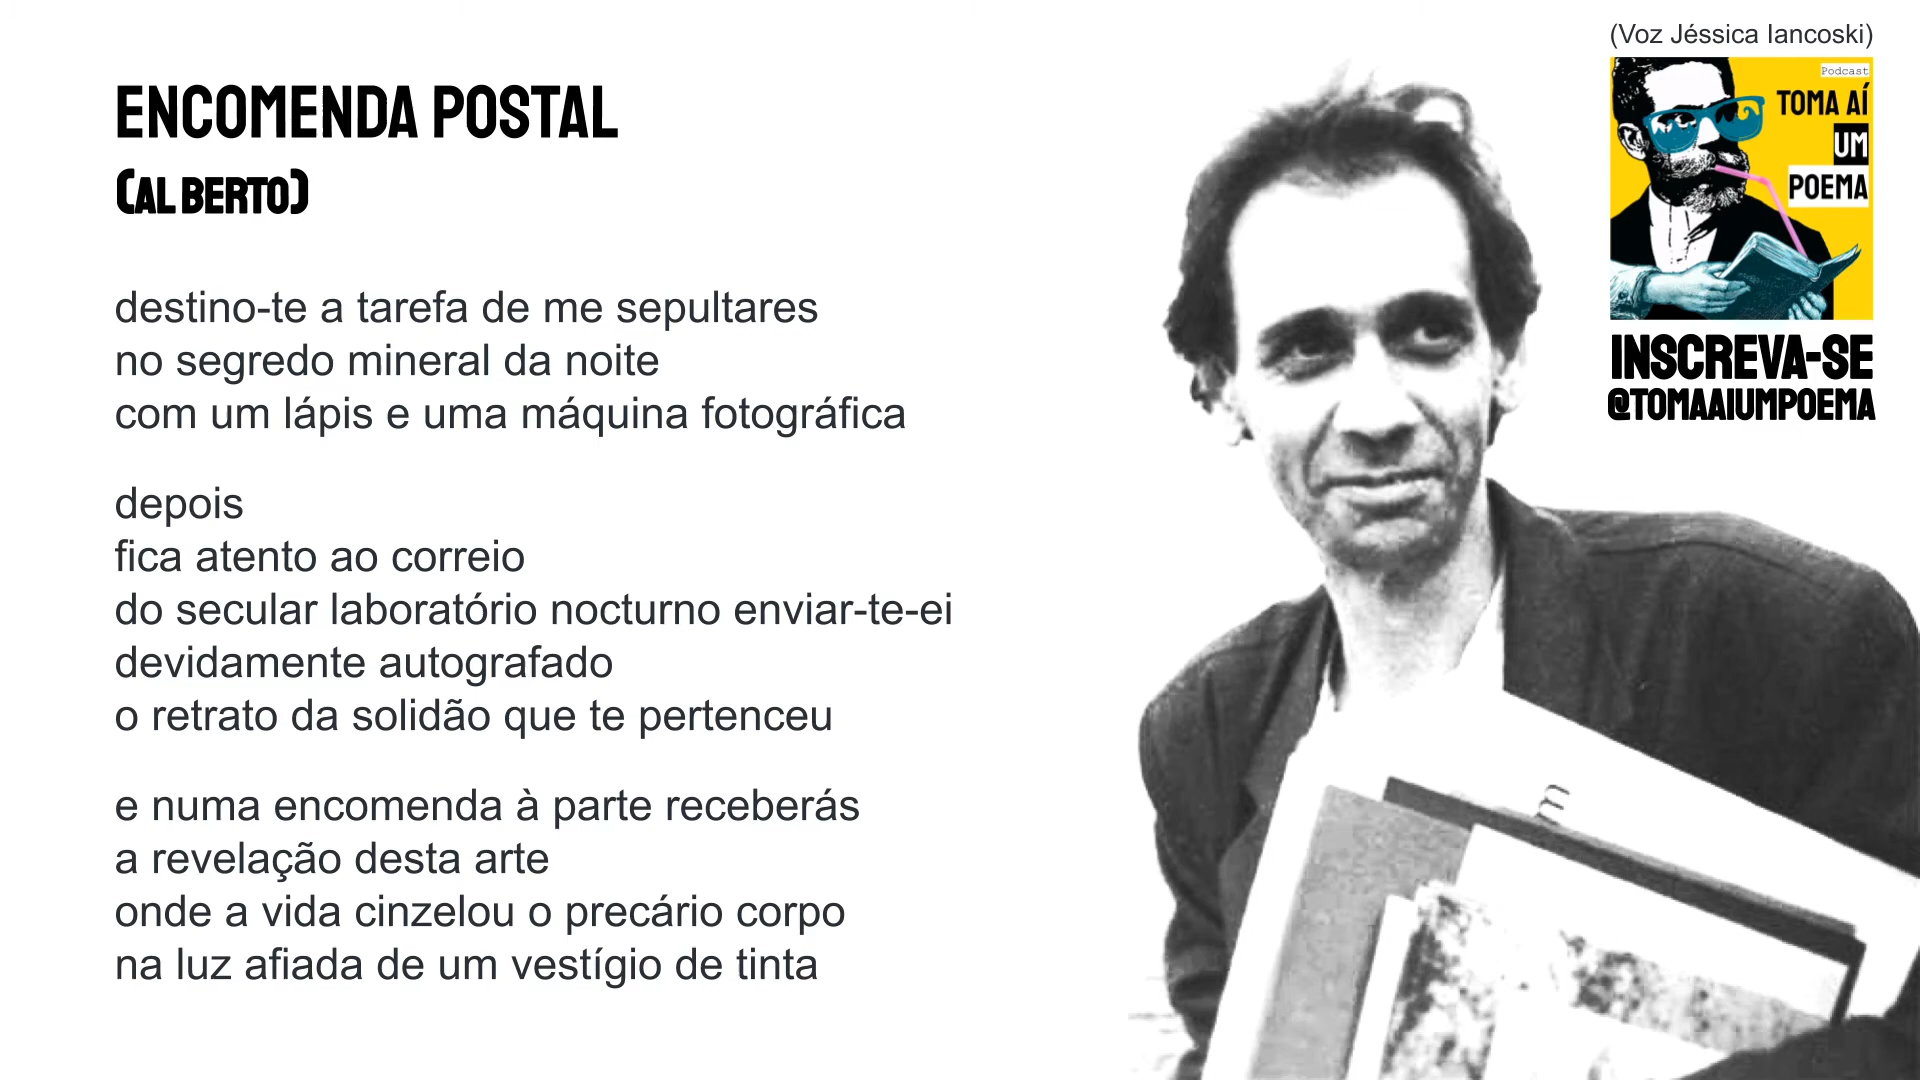 ENCOMENDA POSTAL
(AL BERTO)
destino-te a tarefa de me sepultares
no segredo mineral da noite
com um lápis e uma máquina fotográfica
depois
fica atento ao correio
do secular laboratório nocturno enviar-te-ei
devidamente autografado
o retrato da solidão que te pertenceu
e numa encomenda à parte receberás
a revelação desta arte
onde a vida cinzelou o precário corpo
na luz afiada de um vestígio de tinta
(Voz Jéssica Iancoski)
Podcast
TOMA AÍ
UM
POEMA
INSCREVA-SE
@TOMAAIUMPOEMA